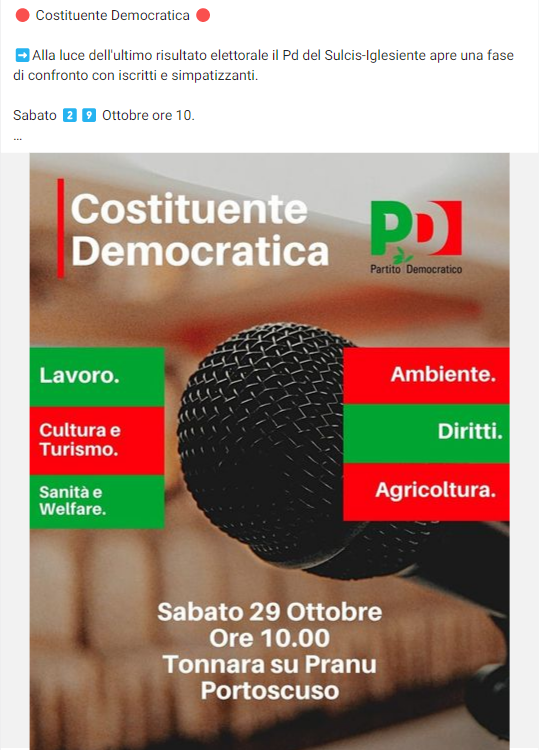 🔴 Costituente Democratica 🔴
➡️Alla luce dell'ultimo risultato elettorale il Pd del Sulcis-Iglesiente apre una fase
di confronto con iscritti e simpatizzanti.
Sabato 2️⃣ 9️⃣ Ottobre ore 10.
...
Costituente
Democratica
PD
Partito Democratico
Lavoro.
Cultura e
Turismo.
Sanità e
Welfare.
Ambiente.
Diritti.
Agricoltura.
Sabato 29 Ottobre
Ore 10.00
Tonnara su Pranu
Portoscuso